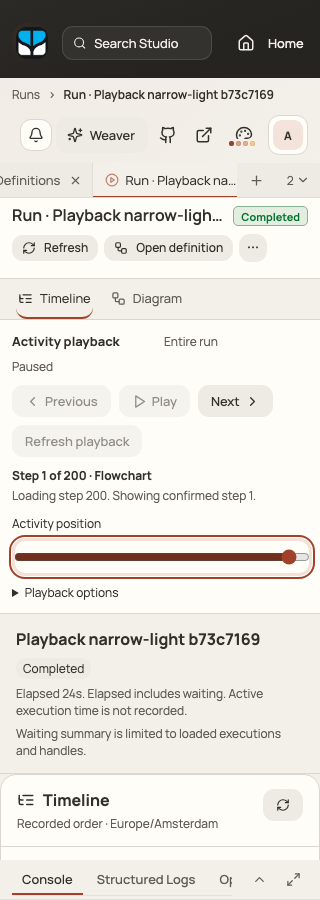 Search Studio
Home
Runs
Run · Playback narrow-light b73c7169
Weaver
A
Definitions
Run · Playback na...
2
Run · Playback narrow-ligh...
Completed
Refresh
Open definition
...
Timeline
Diagram
Activity playback
Entire run
Paused
Previous
Play
Next
Refresh playback
Step 1 of 200 · Flowchart
Loading step 200. Showing confirmed step 1.
Activity position
Playback options
Playback narrow-light b73c7169
Completed
Elapsed 24s. Elapsed includes waiting. Active
execution time is not recorded.
Waiting summary is limited to loaded executions
and handles.
Timeline
Recorded order · Europe/Amsterdam
Console
Structured Logs